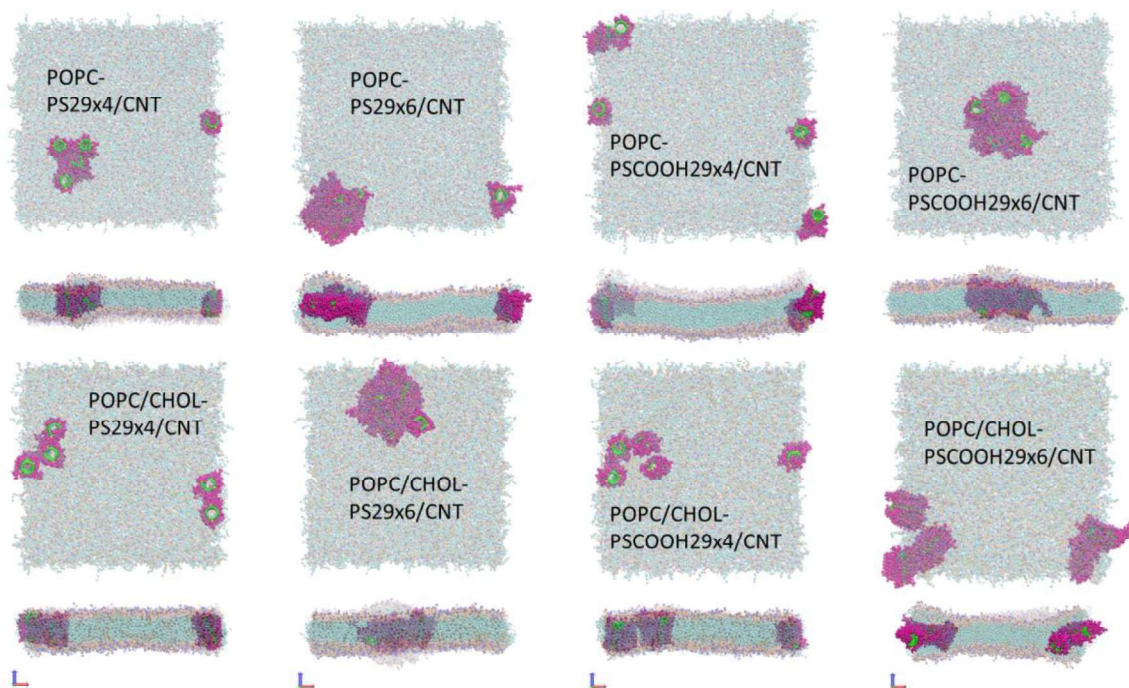 POPC-
PS29x4/CNT
POPC-
PS29x6/CNT
POPC-
PSCOOH29x4/CNT
POPC-
PSCOOH29x6/CNT
POPC/CHOL-
PS29x4/CNT
POPC/CHOL-
PS29x6/CNT
POPC/CHOL-
PSCOOH29x4/CNT
POPC/CHOL-
PSCOOH29x6/CNT